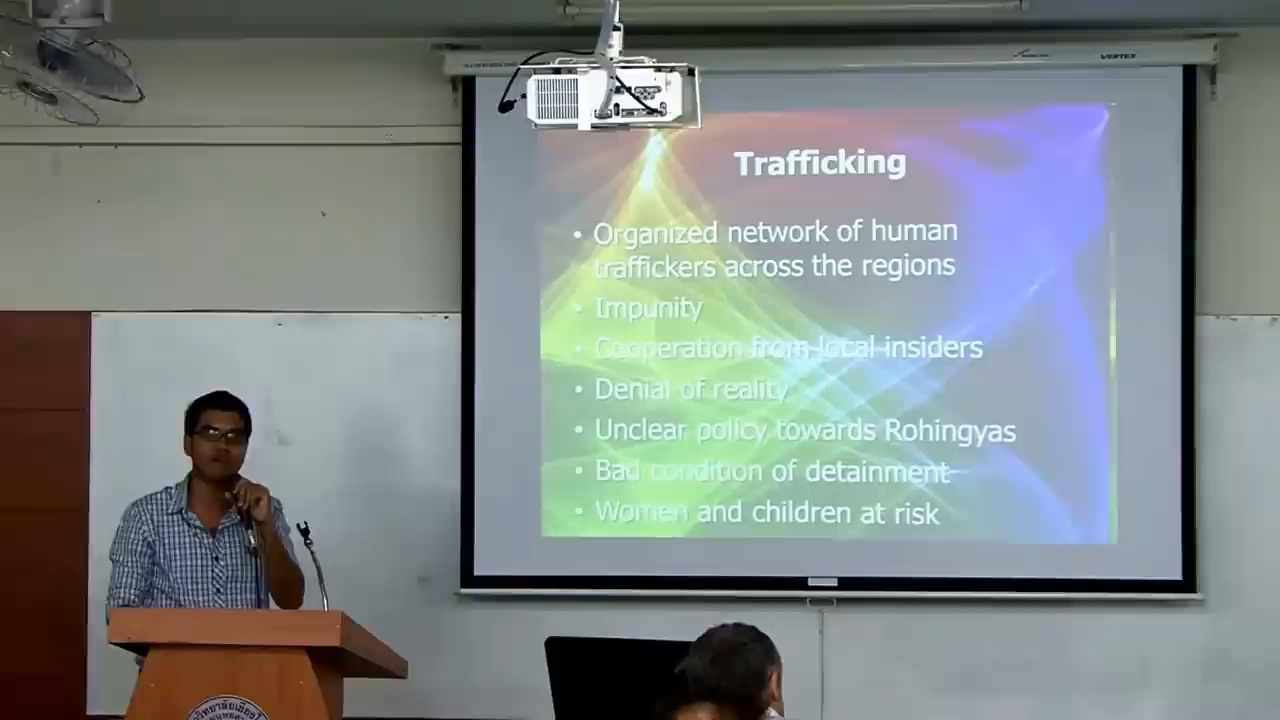 VERTEX
Trafficking
• Organized network of human
traffickers across the regions
• Impunity
• Cooperation from local insiders
• Denial of reality
• Unclear policy towards Rohingyas
• Bad condition of detainment
• Women and children at risk